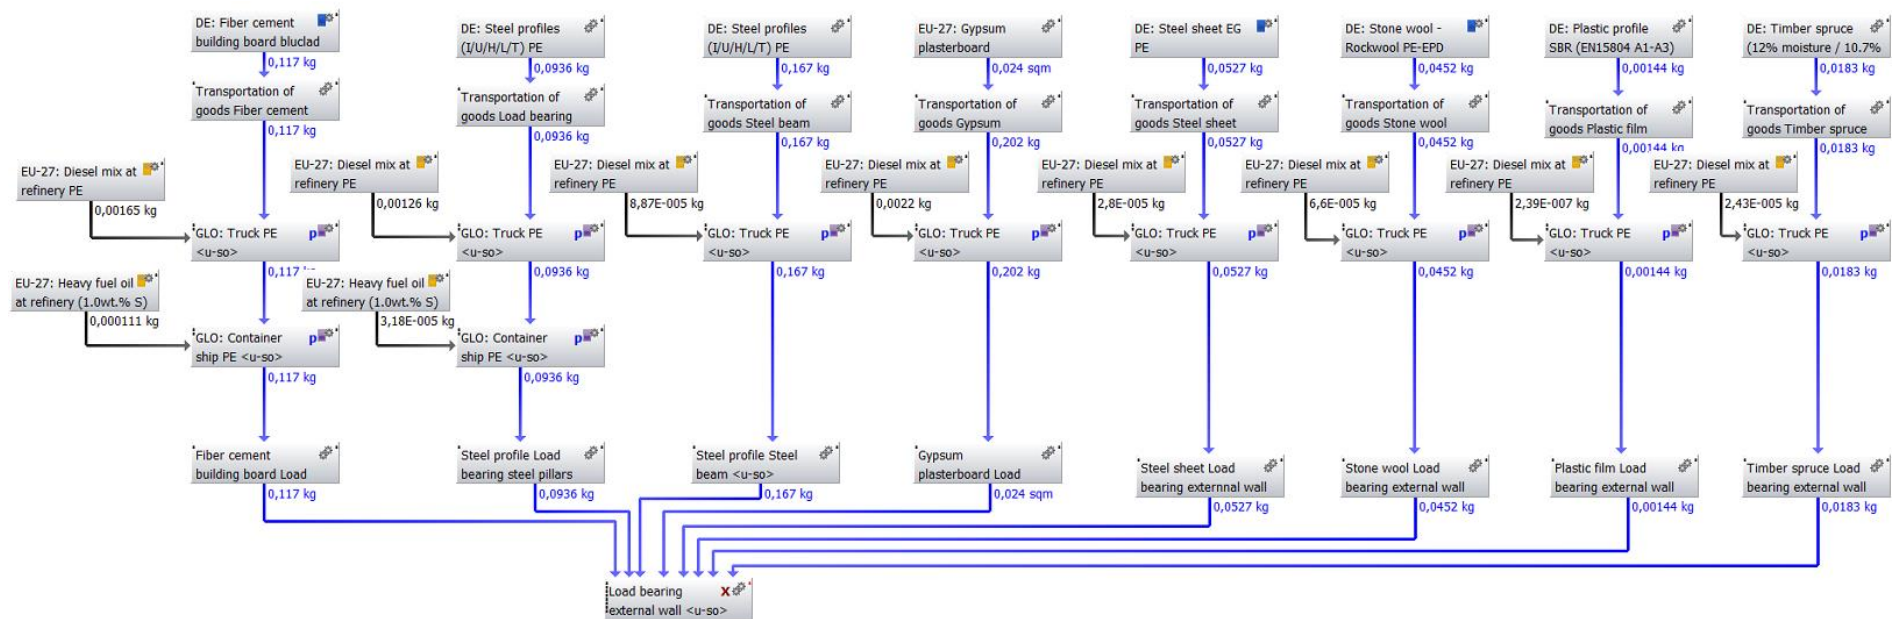 DE: Fiber cement
building board bluclad
DE: Steel profiles
(I/U/H/L/T) PE
DE: Steel profiles
(I/U/H/L/T) PE
EU-27: Gypsum
plasterboard
DE: Steel sheet EG
PE
DE: Stone wool -
Rockwool PE-EPD
DE: Plastic profile
SBR (EN15804 A1-A3)
DE: Timber spruce
(12% moisture / 10.7%
0,117 kg
0,0936 kg
0,167 kg
0,024 sqm
0,0527 kg
0,0452 kg
0,00144 kg
0,0183 kg
Transportation of
goods Fiber cement
Transportation of
goods Load bearing
Transportation of
goods Steel beam
Transportation of
goods Gypsum
Transportation of
goods Steel sheet
Transportation of
goods Stone wool
Transportation of
goods Plastic film
Transportation of
goods Timber spruce
0,117 kg
0,0936 kg
0,167 kg
0,202 kg
0,0527 kg
0,0452 kg
0,00144 kg
0,0183 kg
EU-27: Diesel mix at
refinery PE
EU-27: Diesel mix at
refinery PE
EU-27: Diesel mix at
refinery PE
EU-27: Diesel mix at
refinery PE
EU-27: Diesel mix at
refinery PE
EU-27: Diesel mix at
refinery PE
EU-27: Diesel mix at
refinery PE
EU-27: Diesel mix at
refinery PE
0,00165 kg
0,00126 kg
8,87E-005 kg
0,0022 kg
2,8E-005 kg
6,6E-005 kg
2,39E-007 kg
2,43E-005 kg
GLO: Truck PE p
<u-so>
GLO: Truck PE p
<u-so>
GLO: Truck PE p
<u-so>
GLO: Truck PE p
<u-so>
GLO: Truck PE p
<u-so>
GLO: Truck PE p
<u-so>
GLO: Truck PE p
<u-so>
GLO: Truck PE p
<u-so>
0,117
0,0936 kg
0,167 kg
0,202 kg
0,0527 kg
0,0452 kg
0,00144 kg
0,0183 kg
EU-27: Heavy fuel oil
at refinery (1.0wt.% S)
EU-27: Heavy fuel oil
at refinery (1.0wt.% S)
0,000111 kg
3,18E-005 kg
GLO: Container p
ship PE <u-so>
GLO: Container p
ship PE <u-so>
0,117 kg
0,0936 kg
Fiber cement
building board Load
Steel profile Load
bearing steel pillars
Steel profile Steel
beam <u-so>
Gypsum
plasterboard Load
Steel sheet Load
bearing externnal wall
Stone wool Load
bearing external wall
Plastic film Load
bearing external wall
Timber spruce Load
bearing external wall
0,117 kg
0,0936 kg
0,167 kg
0,024 sqm
0,0527 kg
0,0452 kg
0,00144 kg
0,0183 kg
Load bearing X
external wall <u-so>